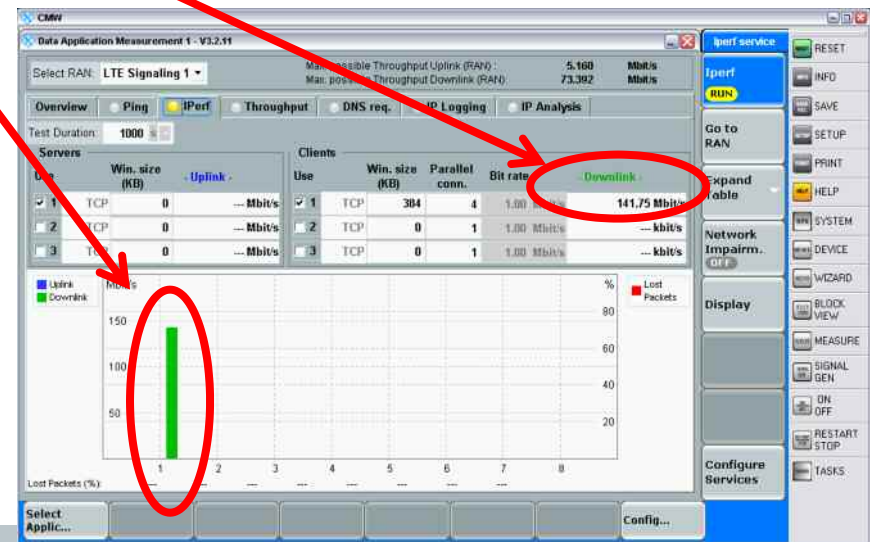 CMW
Data Application Measurement 1 - V3.2.11
Select RAN: LTE Signaling 1
Max. possible Throughput Uplink (RAN) : 5.160 Mbit/s
Max. possible Throughput Downlink (RAN): 73.392 Mbit/s
Overview Ping IPerf Throughput DNS req. IP Logging IP Analysis
Test Duration: 1000 s
Servers Clients
Use Win. size (KB) - Uplink - Use Win. size (KB) Parallel conn. Bit rate - Downlink -
1 TCP 0 --- Mbit/s 1 TCP 384 4 1.00 Mbit/s 141.75 Mbit/s
2 TCP 0 --- Mbit/s 2 TCP 0 1 1.00 Mbit/s --- kbit/s
3 TCP 0 --- Mbit/s 3 TCP 0 1 1.00 Mbit/s --- kbit/s
Uplink
Downlink
Mbit/s
150
100
50
%
80
60
40
20
Lost Packets
1 2 3 4 5 6 7 8
Lost Packets (%): --- --- --- --- --- --- ---
Select Applic...
Config...
Iperf service
Iperf
RUN
Go to RAN
Expand Table
Network Impairm.
OFF
Display
Configure Services
RESET
INFO
SAVE
SETUP
PRINT
HELP
SYSTEM
DEVICE
WIZARD
BLOCK VIEW
MEASURE
SIGNAL GEN
ON OFF
RESTART STOP
TASKS